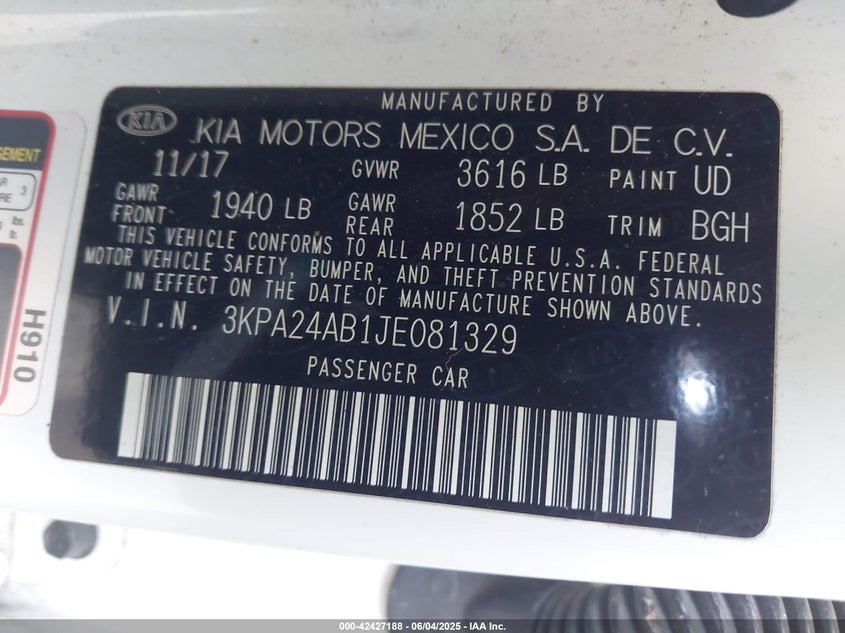 MANUFACTURED BY
KIA KIA MOTORS MEXICO S.A. DE C.V.
11/17 GVWR 3616 LB PAINT UD
GAWR FRONT 1940 LB GAWR REAR 1852 LB TRIM BGH
THIS VEHICLE CONFORMS TO ALL APPLICABLE U.S.A. FEDERAL
MOTOR VEHICLE SAFETY, BUMPER, AND THEFT PREVENTION STANDARDS
IN EFFECT ON THE DATE OF MANUFACTURE SHOWN ABOVE.
V.I.N. 3KPA24AB1JE081329
PASSENGER CAR
3
lbs.
H910
000-42427188 - 06/04/2025 - IAA Inc.